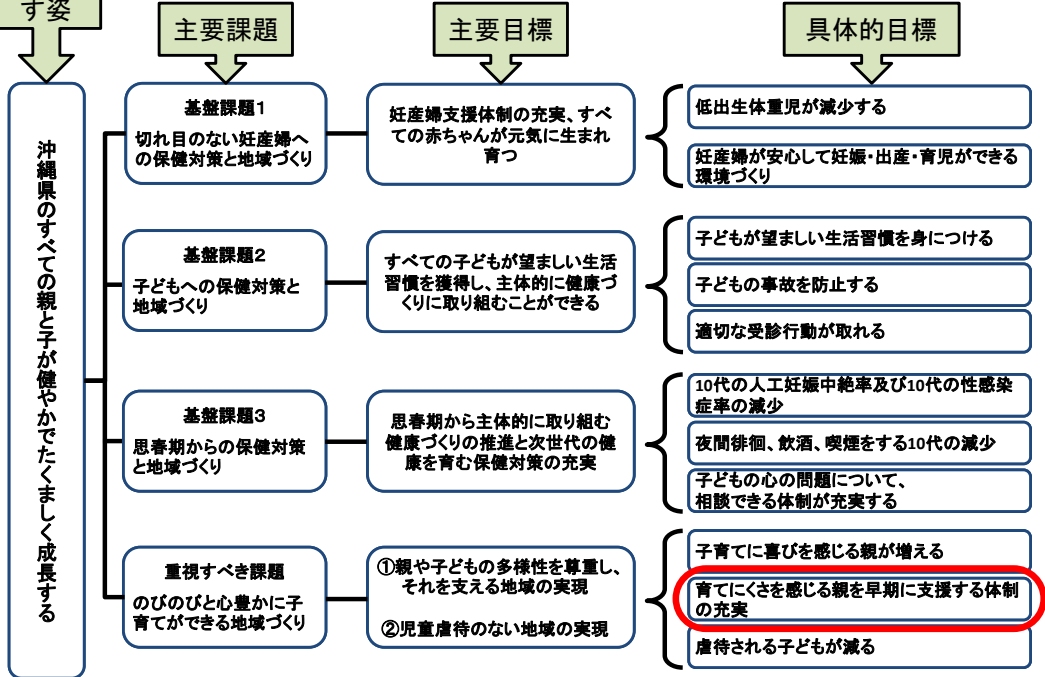 す姿
主要課題
主要目標
具体的目標
沖縄県のすべての親と子が健やかでたくましく成長する
基盤課題1
切れ目のない妊産婦へ
の保健対策と地域づくり
妊産婦支援体制の充実、すべ
ての赤ちゃんが元気に生まれ
育つ
低出生体重児が減少する
妊産婦が安心して妊娠・出産・育児ができる
環境づくり
基盤課題2
子どもへの保健対策と
地域づくり
すべての子どもが望ましい生活
習慣を獲得し、主体的に健康づ
くりに取り組むことができる
子どもが望ましい生活習慣を身につける
子どもの事故を防止する
適切な受診行動が取れる
基盤課題3
思春期からの保健対策
と地域づくり
思春期から主体的に取り組む
健康づくりの推進と次世代の健
康を育む保健対策の充実
10代の人工妊娠中絶率及び10代の性感染
症率の減少
夜間徘徊、飲酒、喫煙をする10代の減少
子どもの心の問題について、
相談できる体制が充実する
重視すべき課題
のびのびと心豊かに子
育てができる地域づくり
①親や子どもの多様性を尊重し、
それを支える地域の実現
②児童虐待のない地域の実現
子育てに喜びを感じる親が増える
育てにくさを感じる親を早期に支援する体制
の充実
虐待される子どもが減る